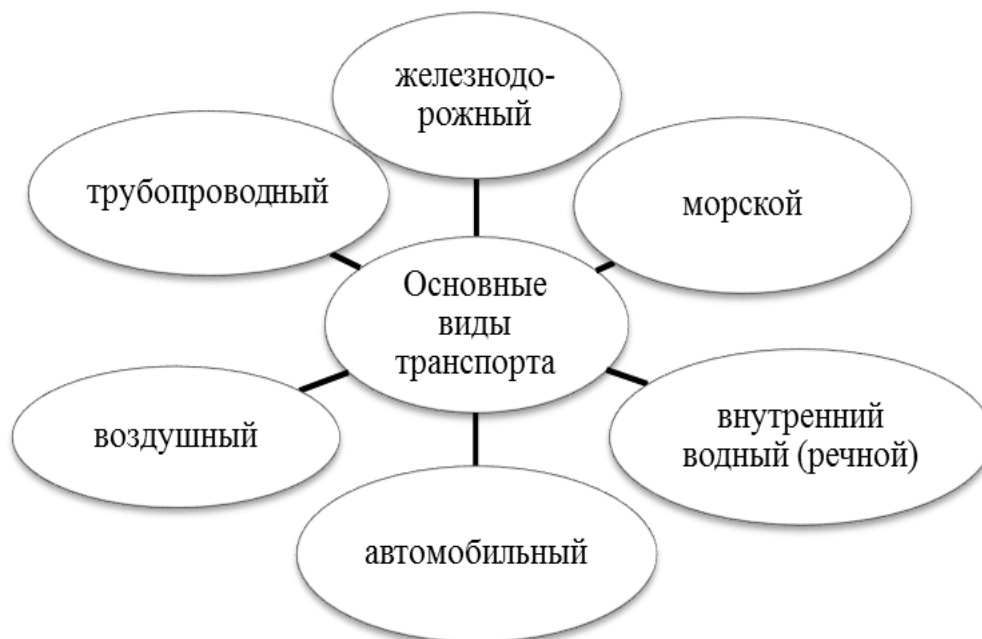 железнодо-
рожный
трубопроводный
морской
Основные
виды
транспорта
воздушный
внутренний
водный (речной)
автомобильный